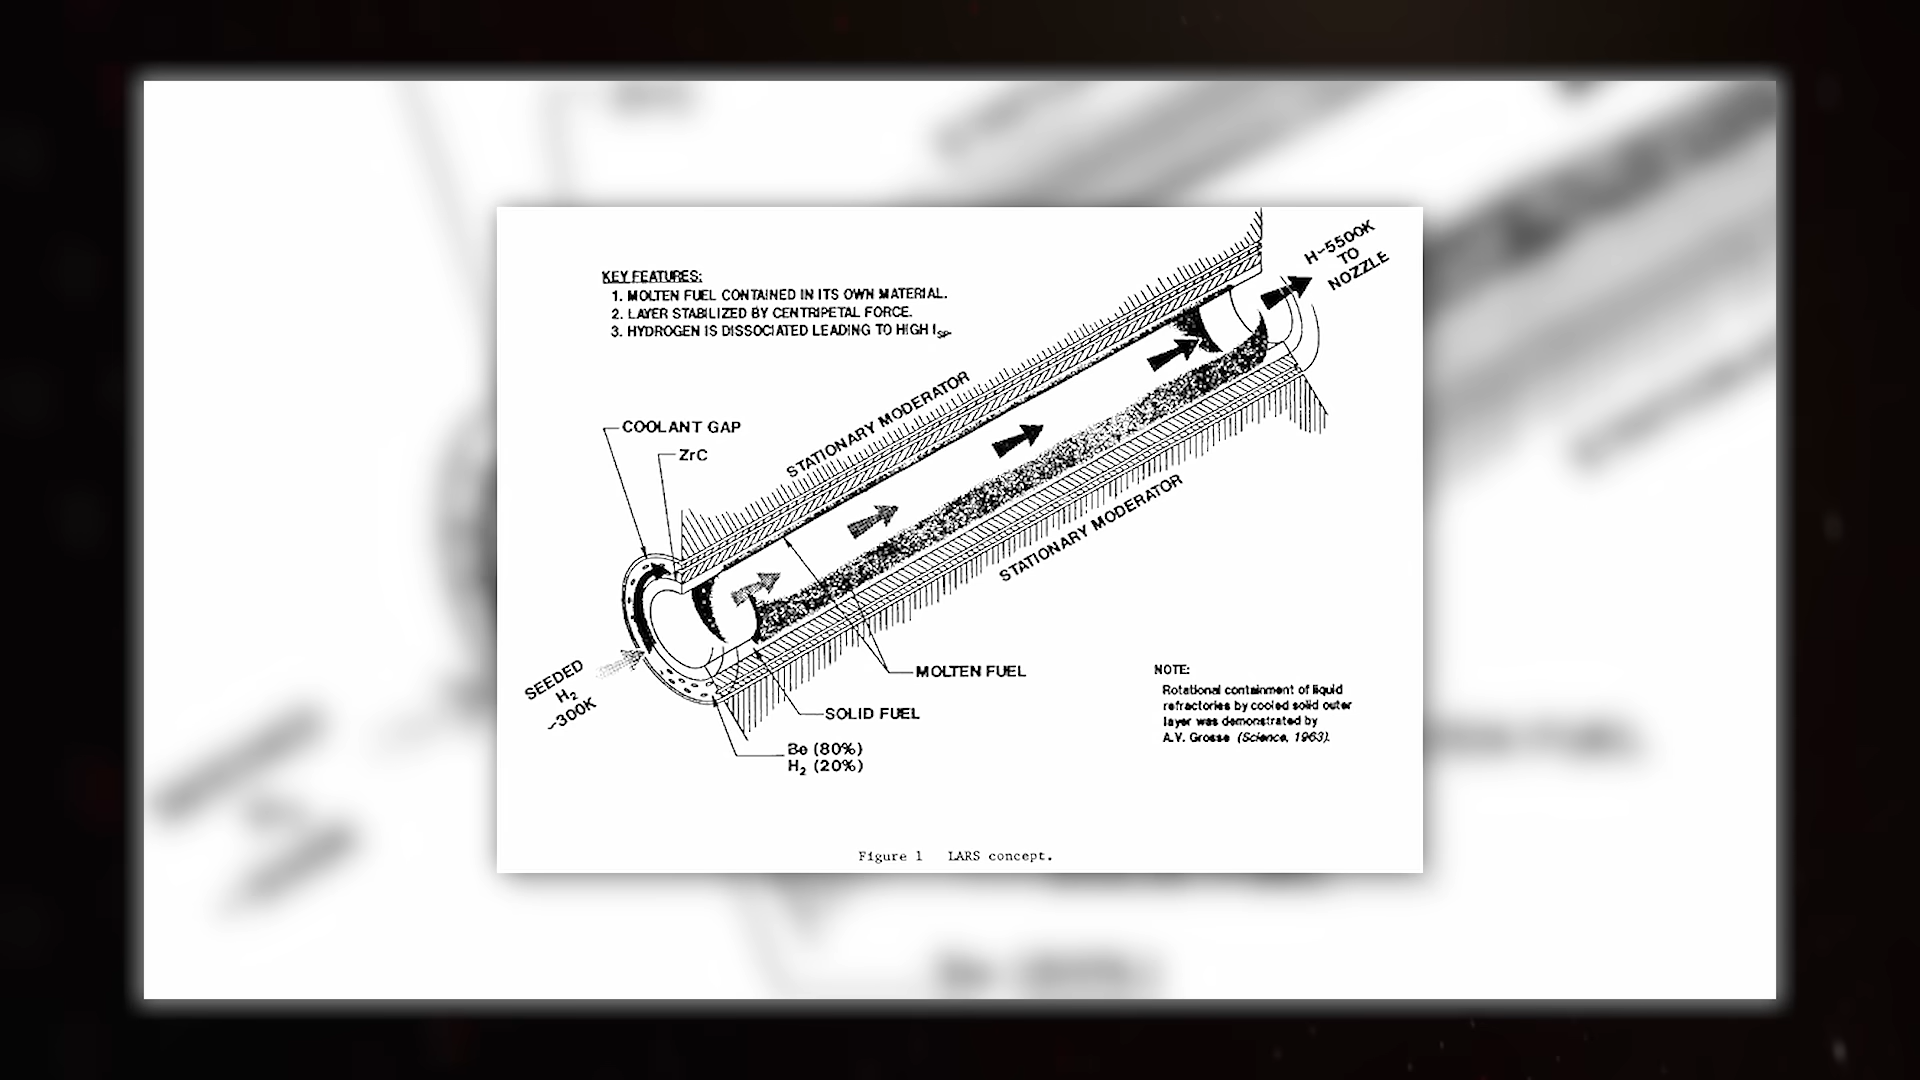 H~5500K
TO
NOZZLE
KEY FEATURES:
1. MOLTEN FUEL CONTAINED IN ITS OWN MATERIAL.
2. LAYER STABILIZED BY CENTRIPETAL FORCE.
3. HYDROGEN IS DISSOCIATED LEADING TO HIGH ISP.
STATIONARY MODERATOR
COOLANT GAP
ZrC
STATIONARY MODERATOR
SEEDED
H2
~300K
MOLTEN FUEL
SOLID FUEL
Be (80%)
H2 (20%)
NOTE:
Rotational containment of liquid
refractories by cooled solid outer
layer was demonstrated by
A.V. Grosse (Science, 1963).
Figure 1 LARS concept.